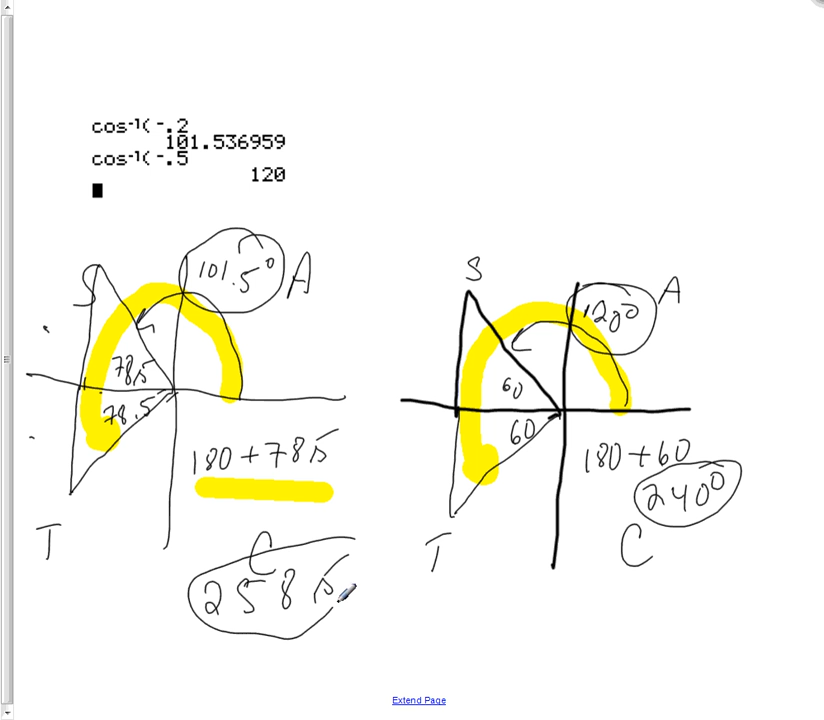 cos⁻¹( -.2
101.536959
cos⁻¹( -.5
120
S
101.5°
A
78.5
78.5
180+78.5
T
C
258.5
S
A
120°
60
60
180+60
240°
T
C
Extend Page